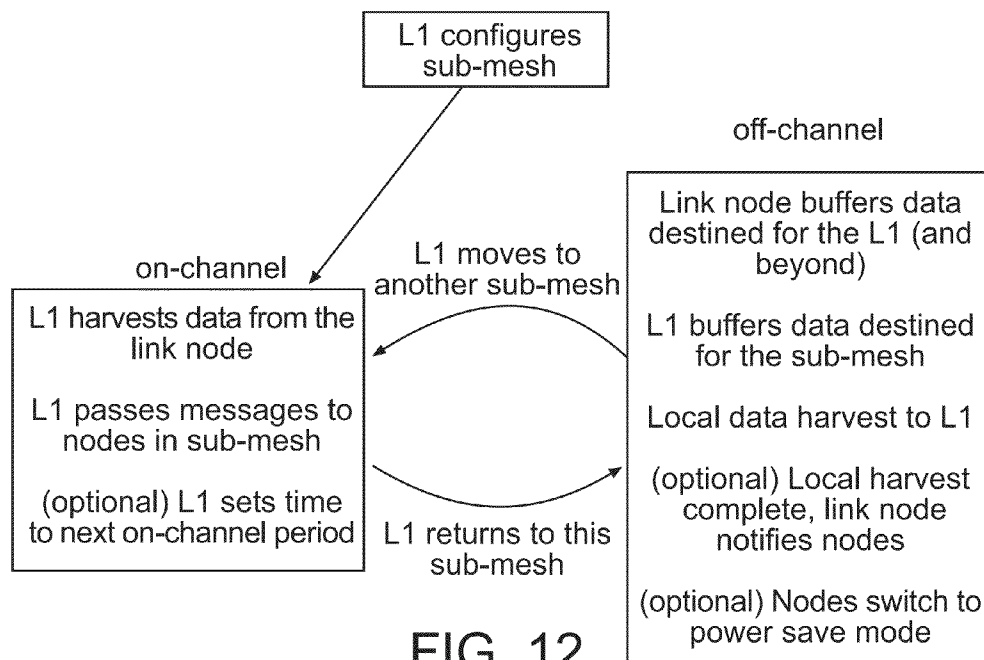 L1 configures
sub-mesh
off-channel
on-channel
L1 harvests data from the
link node
L1 passes messages to
nodes in sub-mesh
(optional) L1 sets time
to next on-channel period
L1 moves to
another sub-mesh
L1 returns to this
sub-mesh
Link node buffers data
destined for the L1 (and
beyond)
L1 buffers data destined
for the sub-mesh
Local data harvest to L1
(optional) Local harvest
complete, link node
notifies nodes
(optional) Nodes switch to
power save mode
FIG. 12